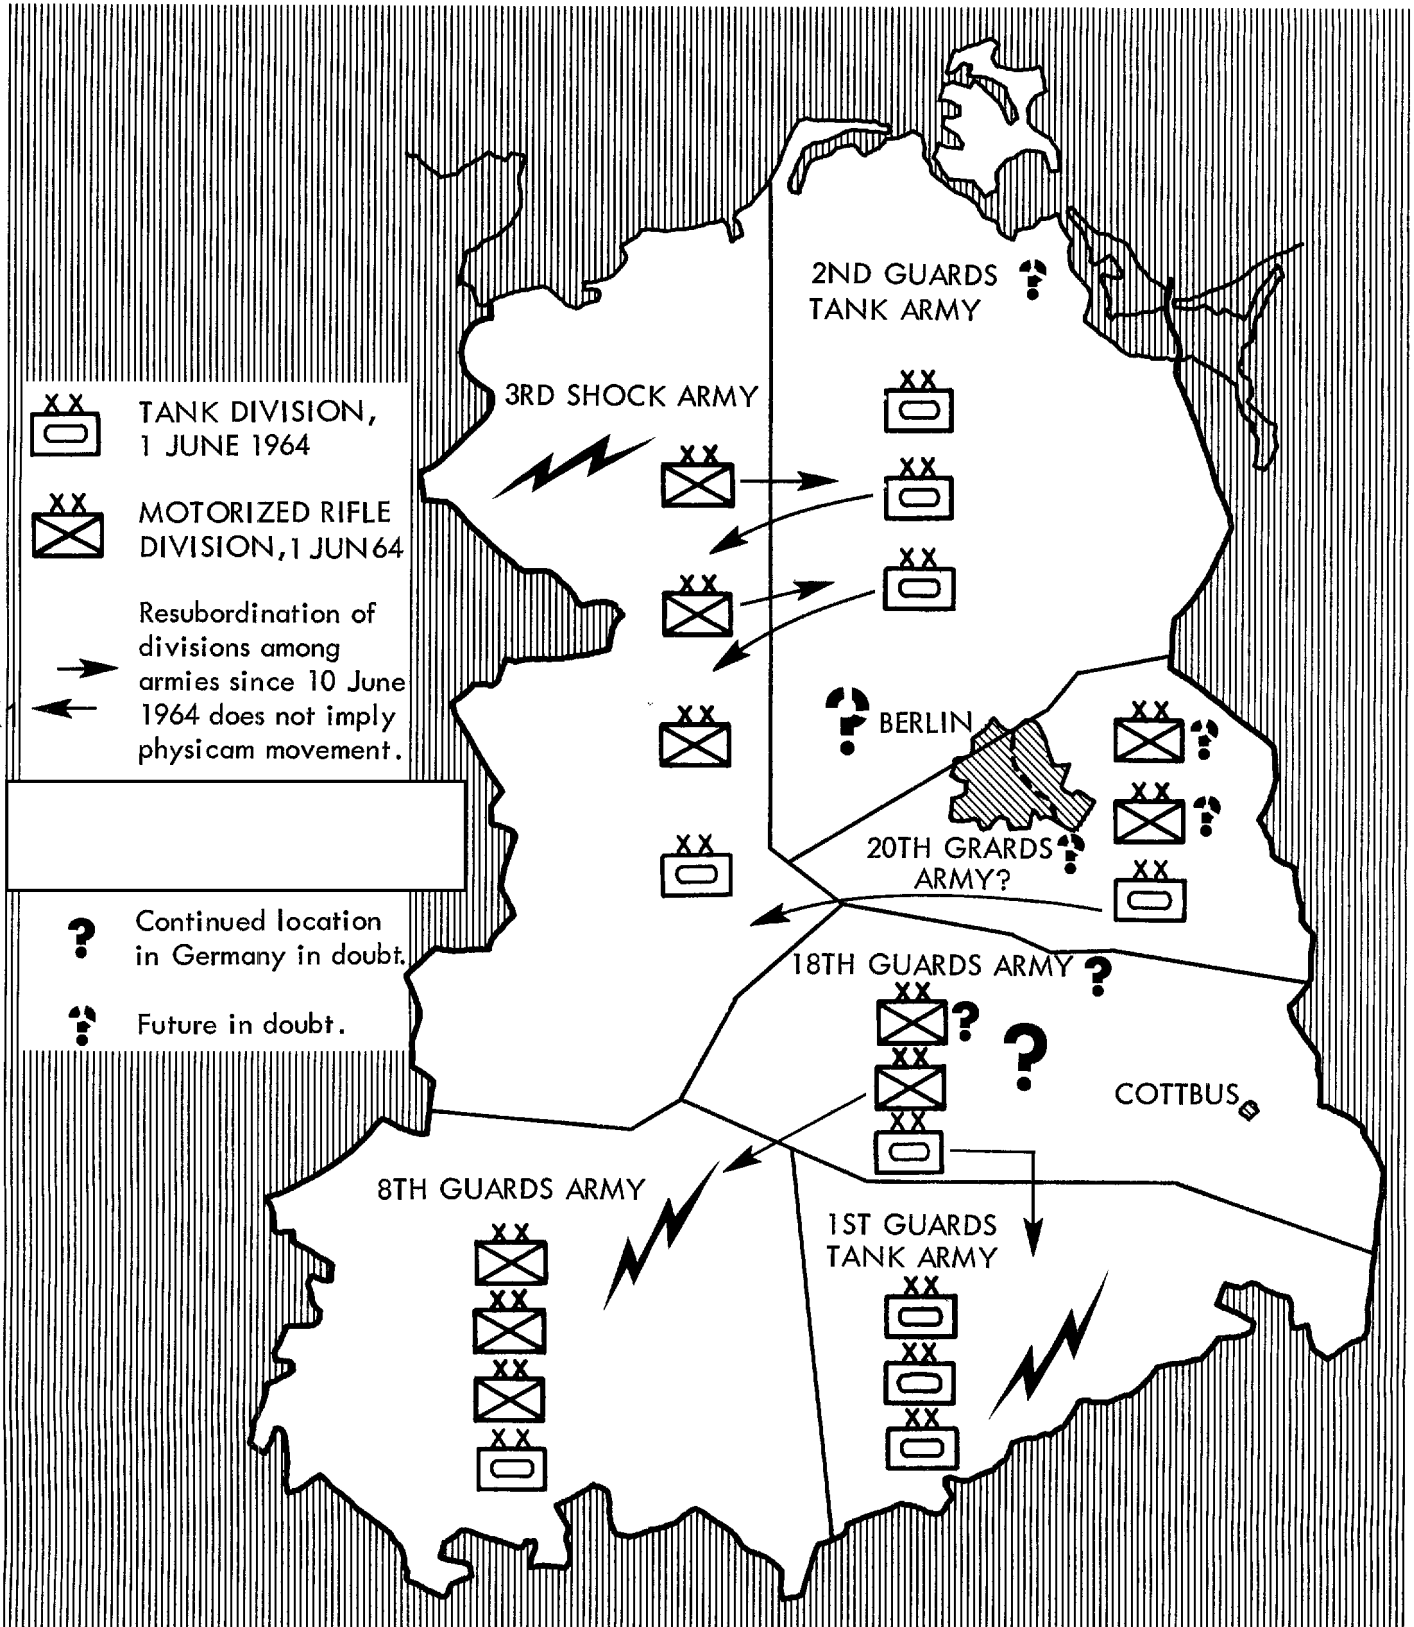 2ND GUARDS
TANK ARMY
3RD SHOCK ARMY
TANK DIVISION,
1 JUNE 1964
MOTORIZED RIFLE
DIVISION, 1 JUN 64
Resubordination of
divisions among
armies since 10 June
1964 does not imply
physicam movement.
? Continued location
in Germany in doubt.
? Future in doubt.
? BERLIN
20TH GRARDS ?
ARMY?
18TH GUARDS ARMY ?
COTTBUS
8TH GUARDS ARMY
1ST GUARDS
TANK ARMY